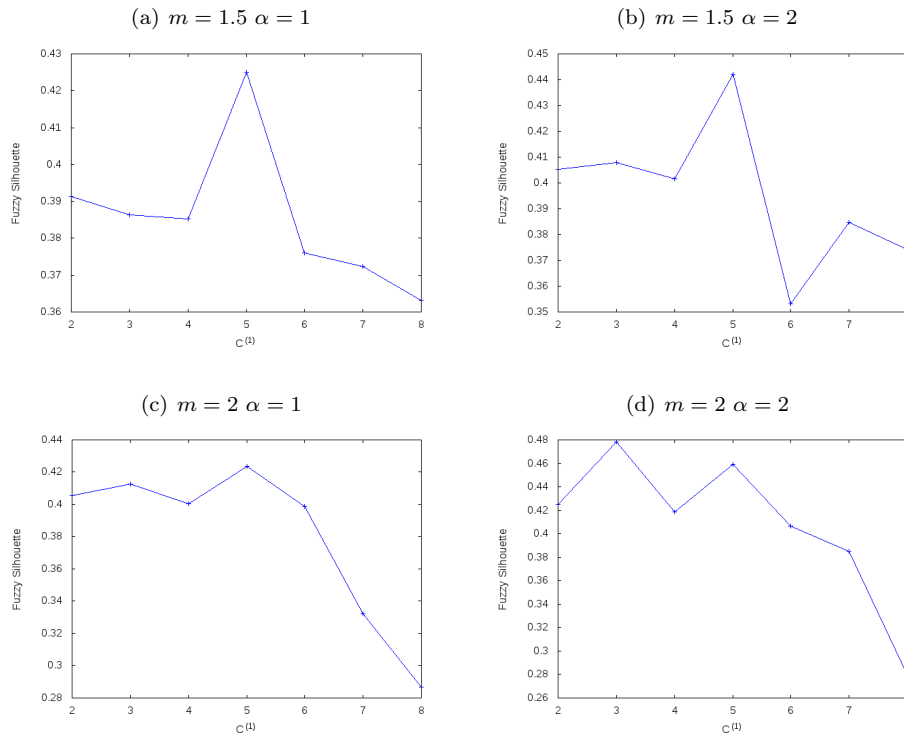 (a) m = 1.5 α = 1
0.43
0.42
0.41
0.4
0.39
0.38
0.37
0.36
Fuzzy Silhouette
2 3 4 5 6 7 8
C(1)
(b) m = 1.5 α = 2
0.45
0.44
0.43
0.42
0.41
0.4
0.39
0.38
0.37
0.36
0.35
Fuzzy Silhouette
2 3 4 5 6 7
C(1)
(c) m = 2 α = 1
0.44
0.42
0.4
0.38
0.36
0.34
0.32
0.3
0.28
Fuzzy Silhouette
2 3 4 5 6 7 8
C(1)
(d) m = 2 α = 2
0.48
0.46
0.44
0.42
0.4
0.38
0.36
0.34
0.32
0.3
0.28
0.26
Fuzzy Silhouette
2 3 4 5 6 7
C(1)